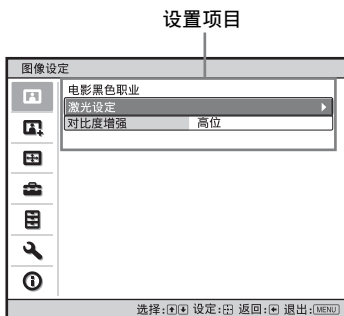 设置项目
图像设定
电影黑色职业
激光设定
对比度增强 高位
选择: 设定: 返回: 退出:MENU